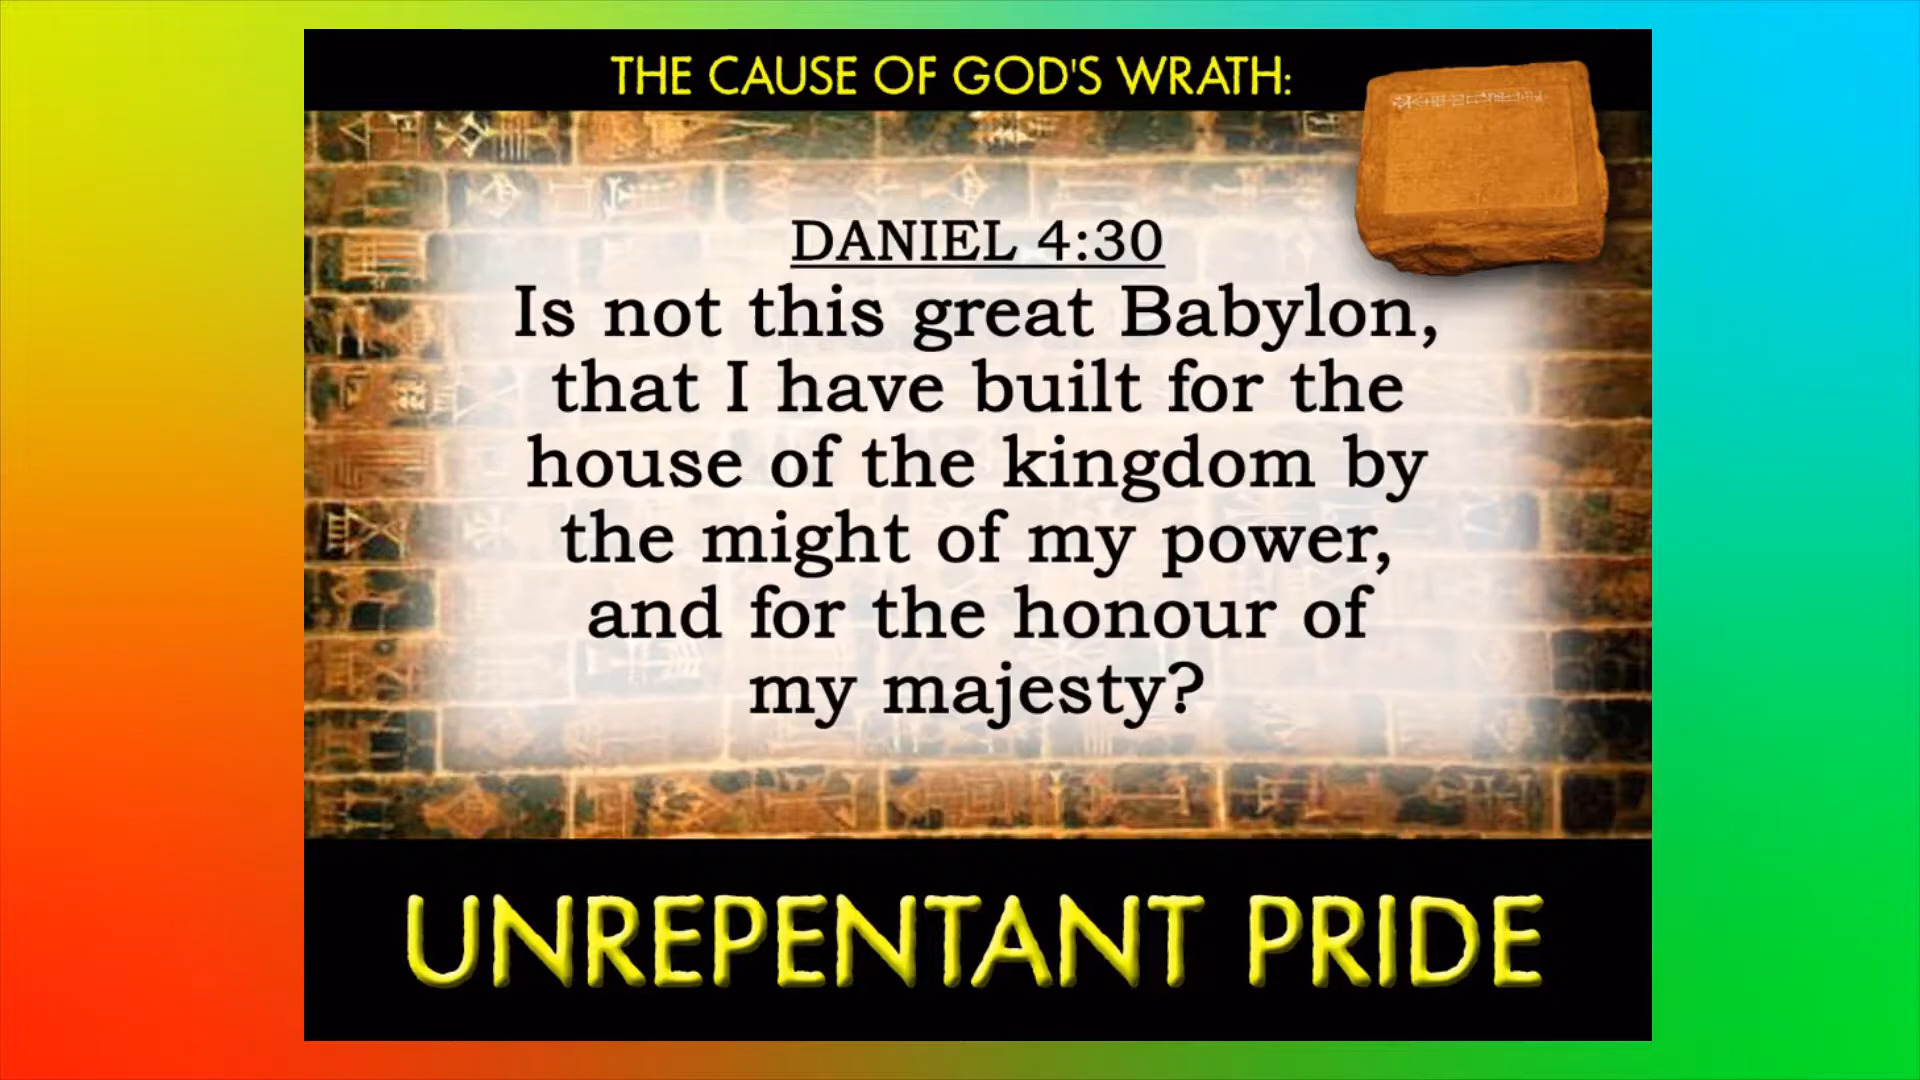 THE CAUSE OF GOD'S WRATH:
DANIEL 4:30
Is not this great Babylon,
that I have built for the
house of the kingdom by
the might of my power,
and for the honour of
my majesty?
UNREPENTANT PRIDE